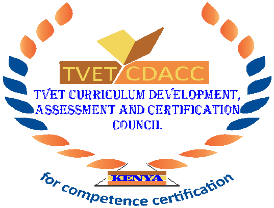 TVET CDACC
TVET CURRICULUM DEVELOPMENT,
ASSESSMENT AND CERTIFICATION
COUNCIL
KENYA
for competence certification